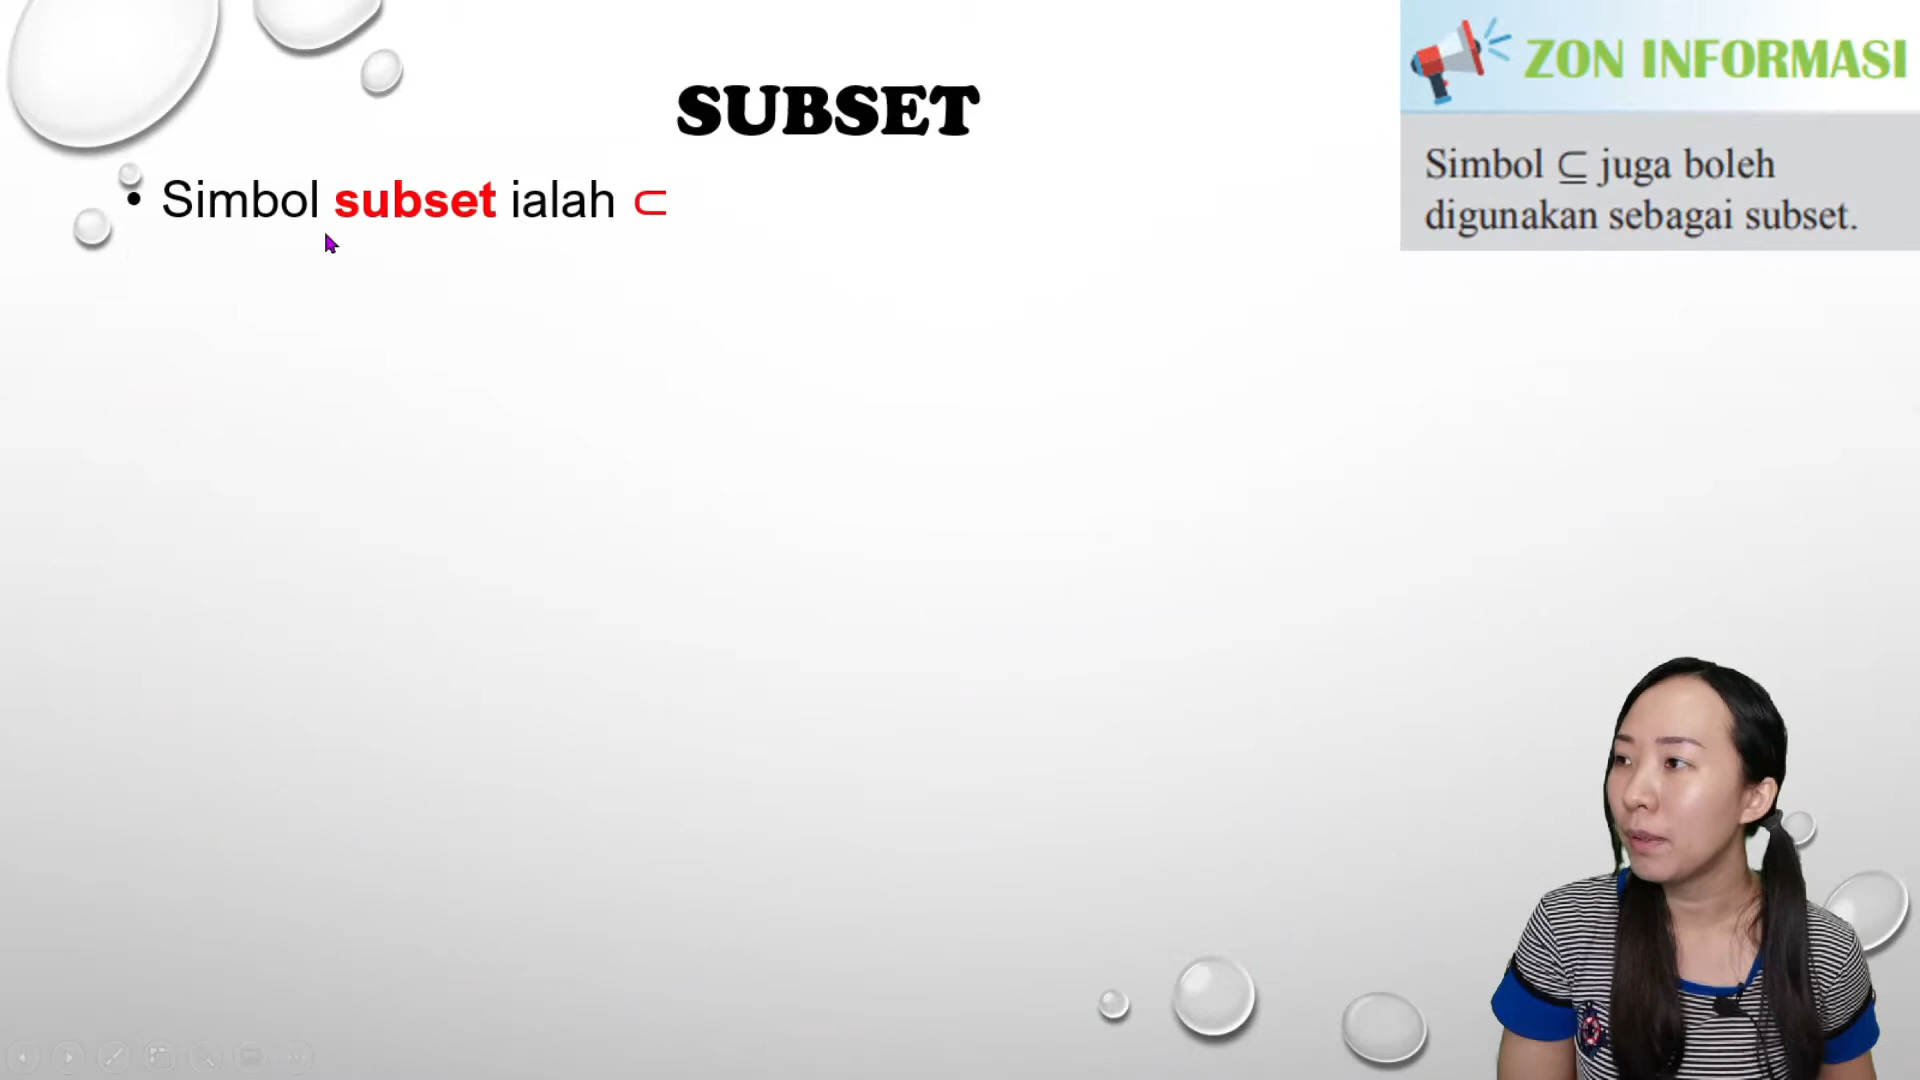 SUBSET
• Simbol subset ialah ⊂
ZON INFORMASI
Simbol ⊆ juga boleh
digunakan sebagai subset.